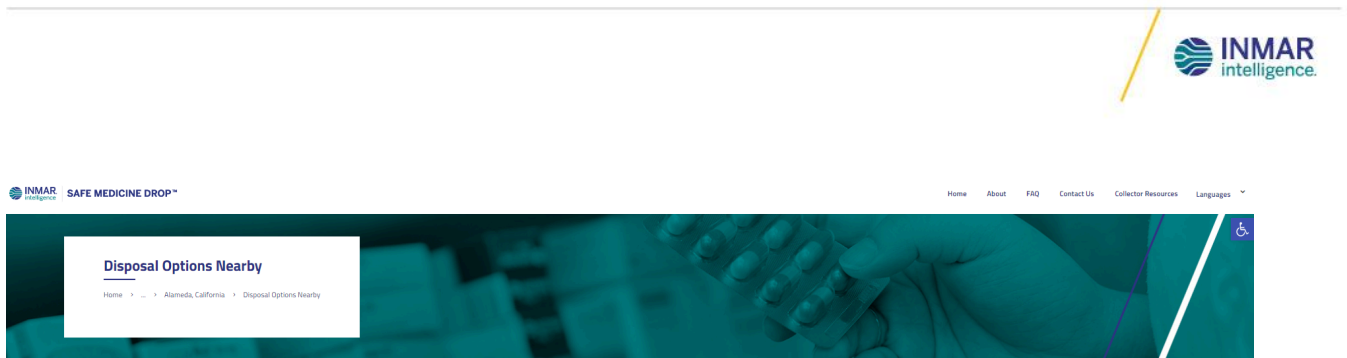 INMAR
intelligence.
INMAR
intelligence
SAFE MEDICINE DROP™
Home About FAQ Contact Us Collector Resources Languages
Disposal Options Nearby
Home > ... > Alameda, California > Disposal Options Nearby